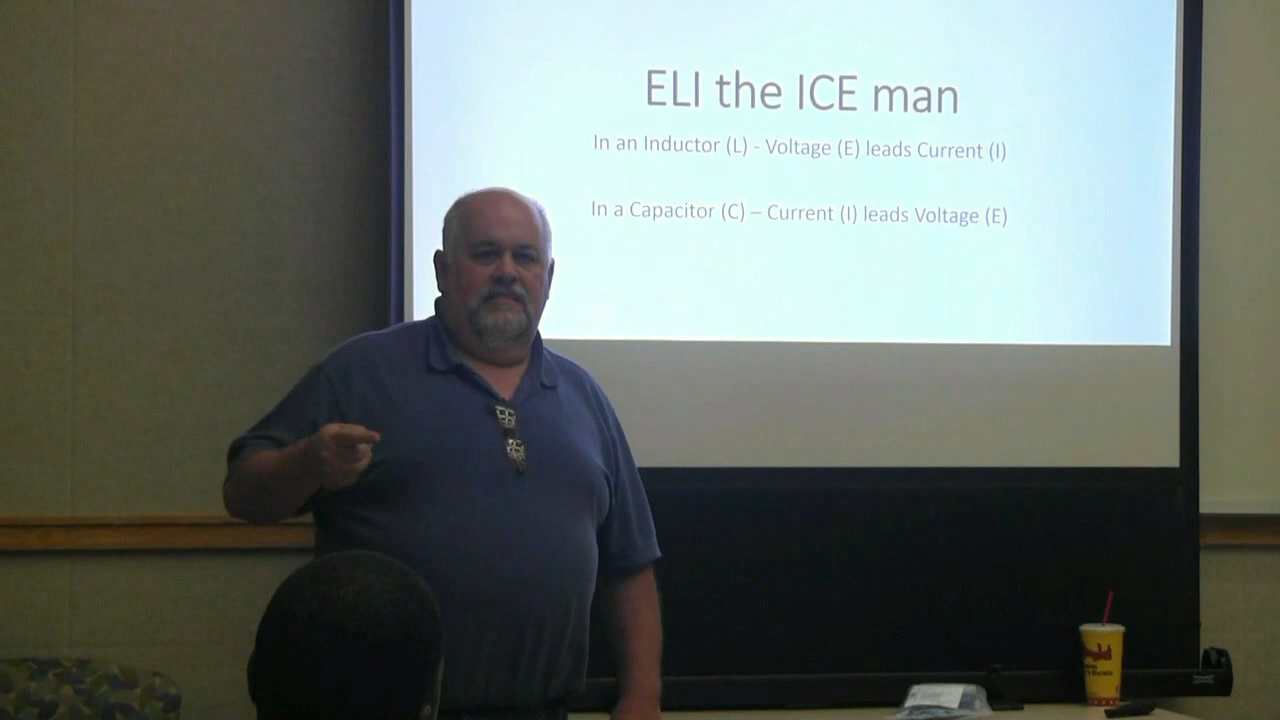 ELI the ICE man
In an Inductor (L) - Voltage (E) leads Current (I)
In a Capacitor (C) – Current (I) leads Voltage (E)